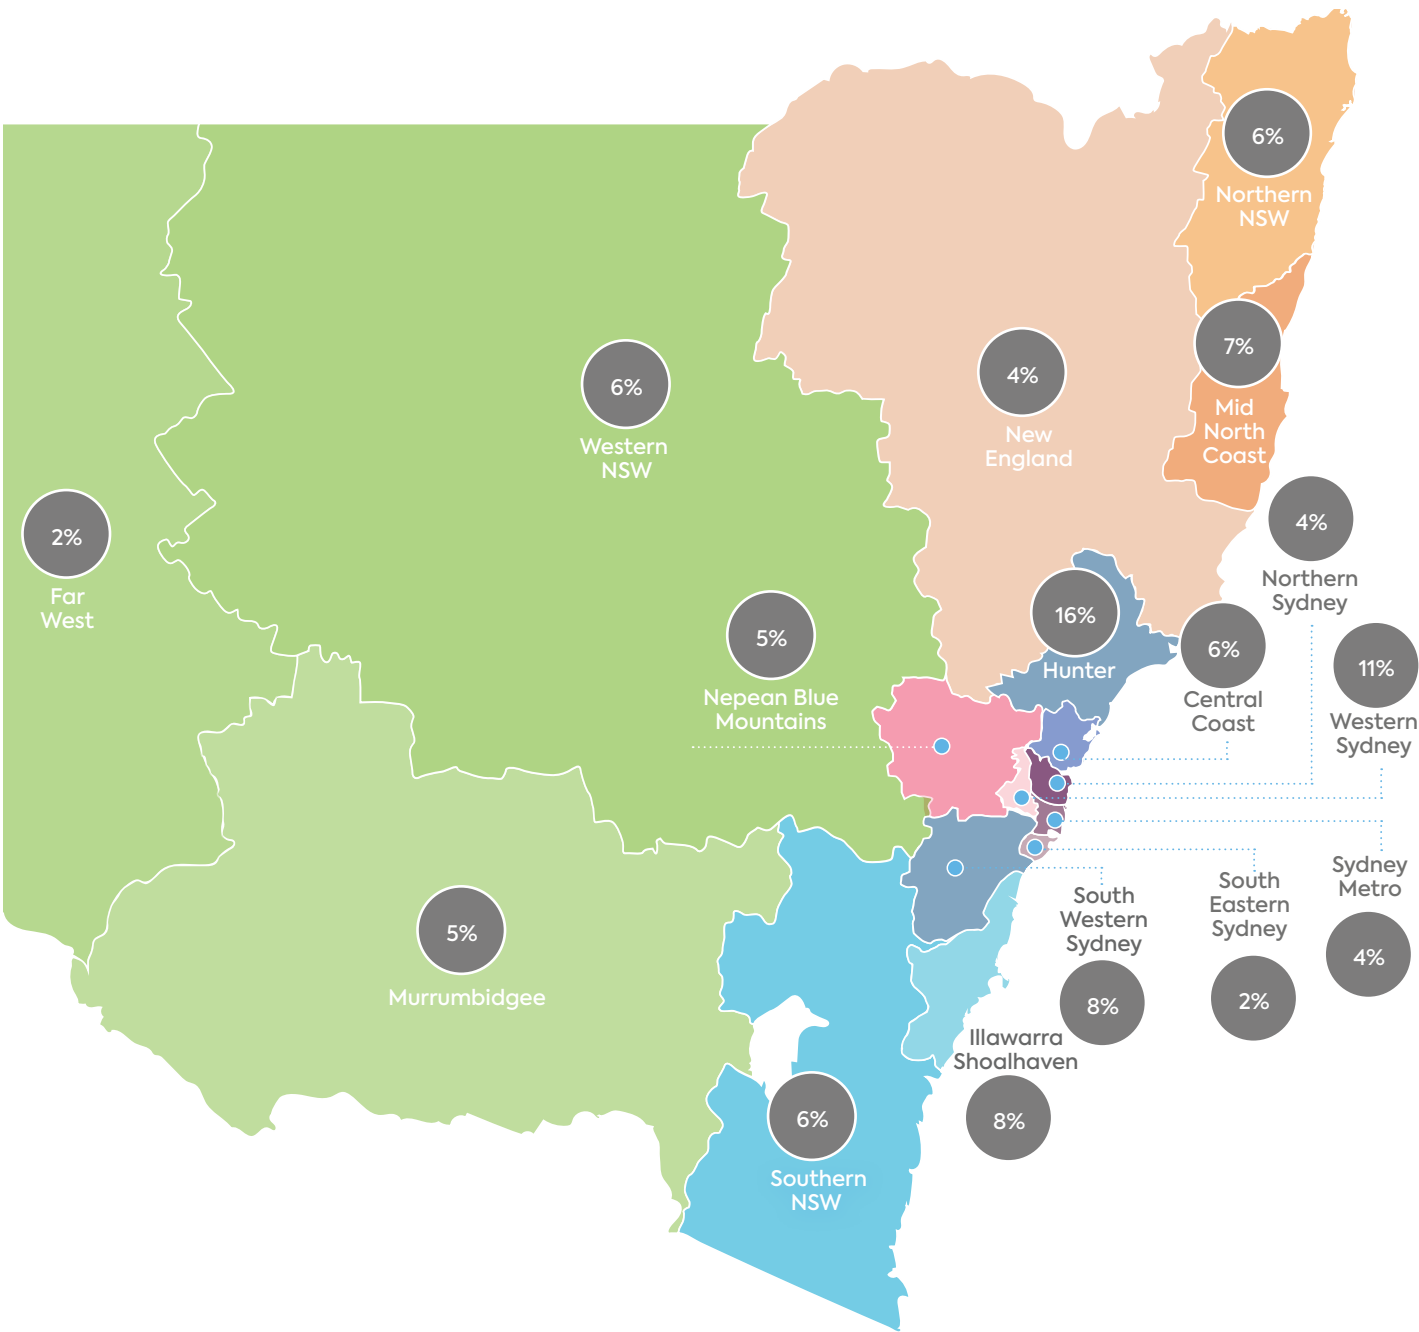 6%
Northern
NSW
7%
Mid
North
Coast
4%
New
England
6%
Western
NSW
2%
Far
West
4%
Northern
Sydney
16%
Hunter
6%
Central
Coast
11%
Western
Sydney
5%
Nepean Blue
Mountains
Sydney
Metro
4%
South
Eastern
Sydney
2%
South
Western
Sydney
8%
5%
Murrumbidgee
Illawarra
Shoalhaven
8%
6%
Southern
NSW